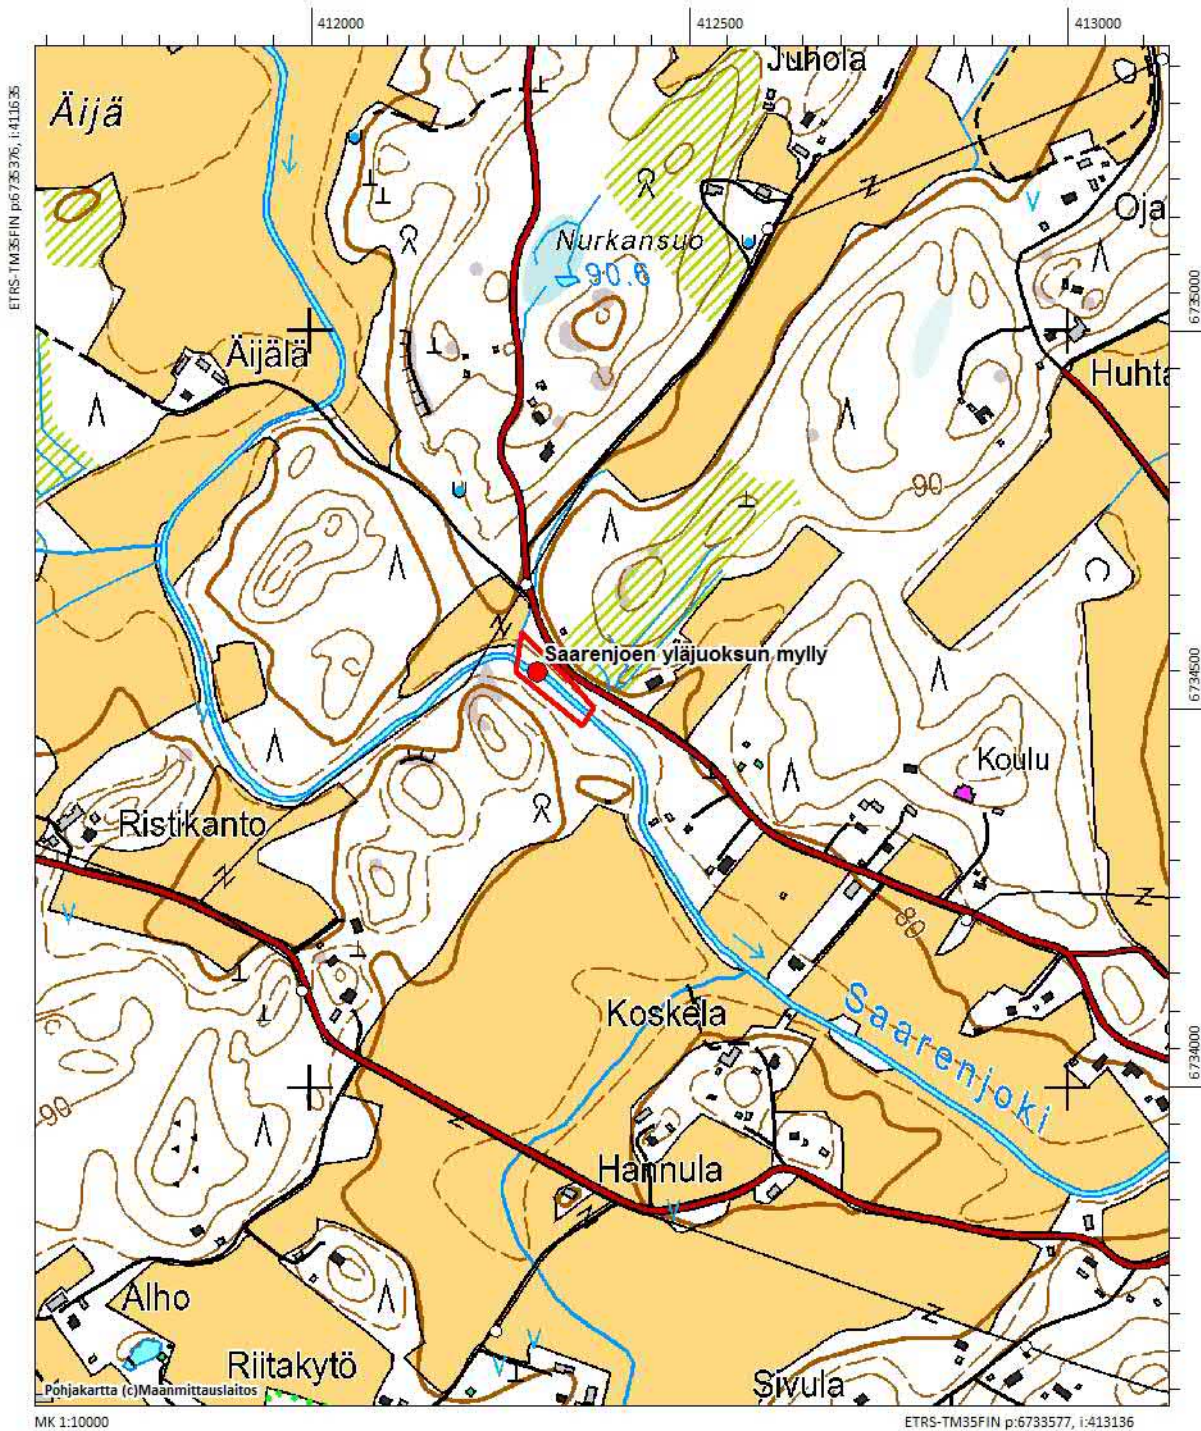 412000
412500
413000
ETRS-TM35FIN p:6735376, i:411635
Äijä
Juhola
Oja
Nurkansuo
90.6
6735000
Äijälä
Huhta
90
Saarenjoen yläjuoksun mylly
6734500
Koulu
Ristikanto
80
Koskela
Saarenjoki
6734000
90
Hannula
Alho
Riitakytö
Sivula
Pohjakartta (c)Maanmittauslaitos
MK 1:10000
ETRS-TM35FIN p:6733577, i:413136